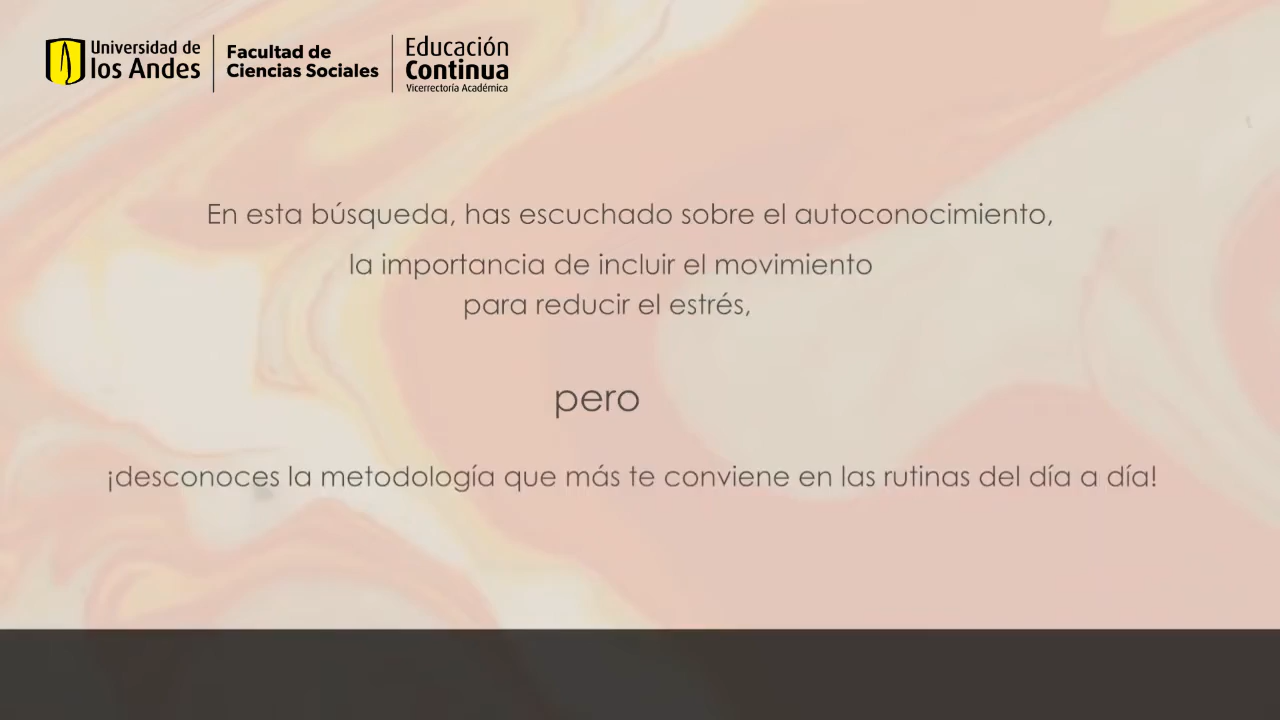 Universidad de
los Andes
Facultad de
Ciencias Sociales
Educación
Continua
Vicerrectoría Académica
En esta búsqueda, has escuchado sobre el autoconocimiento,
la importancia de incluir el movimiento
para reducir el estrés,
pero
¡desconoces la metodología que más te conviene en las rutinas del día a día!